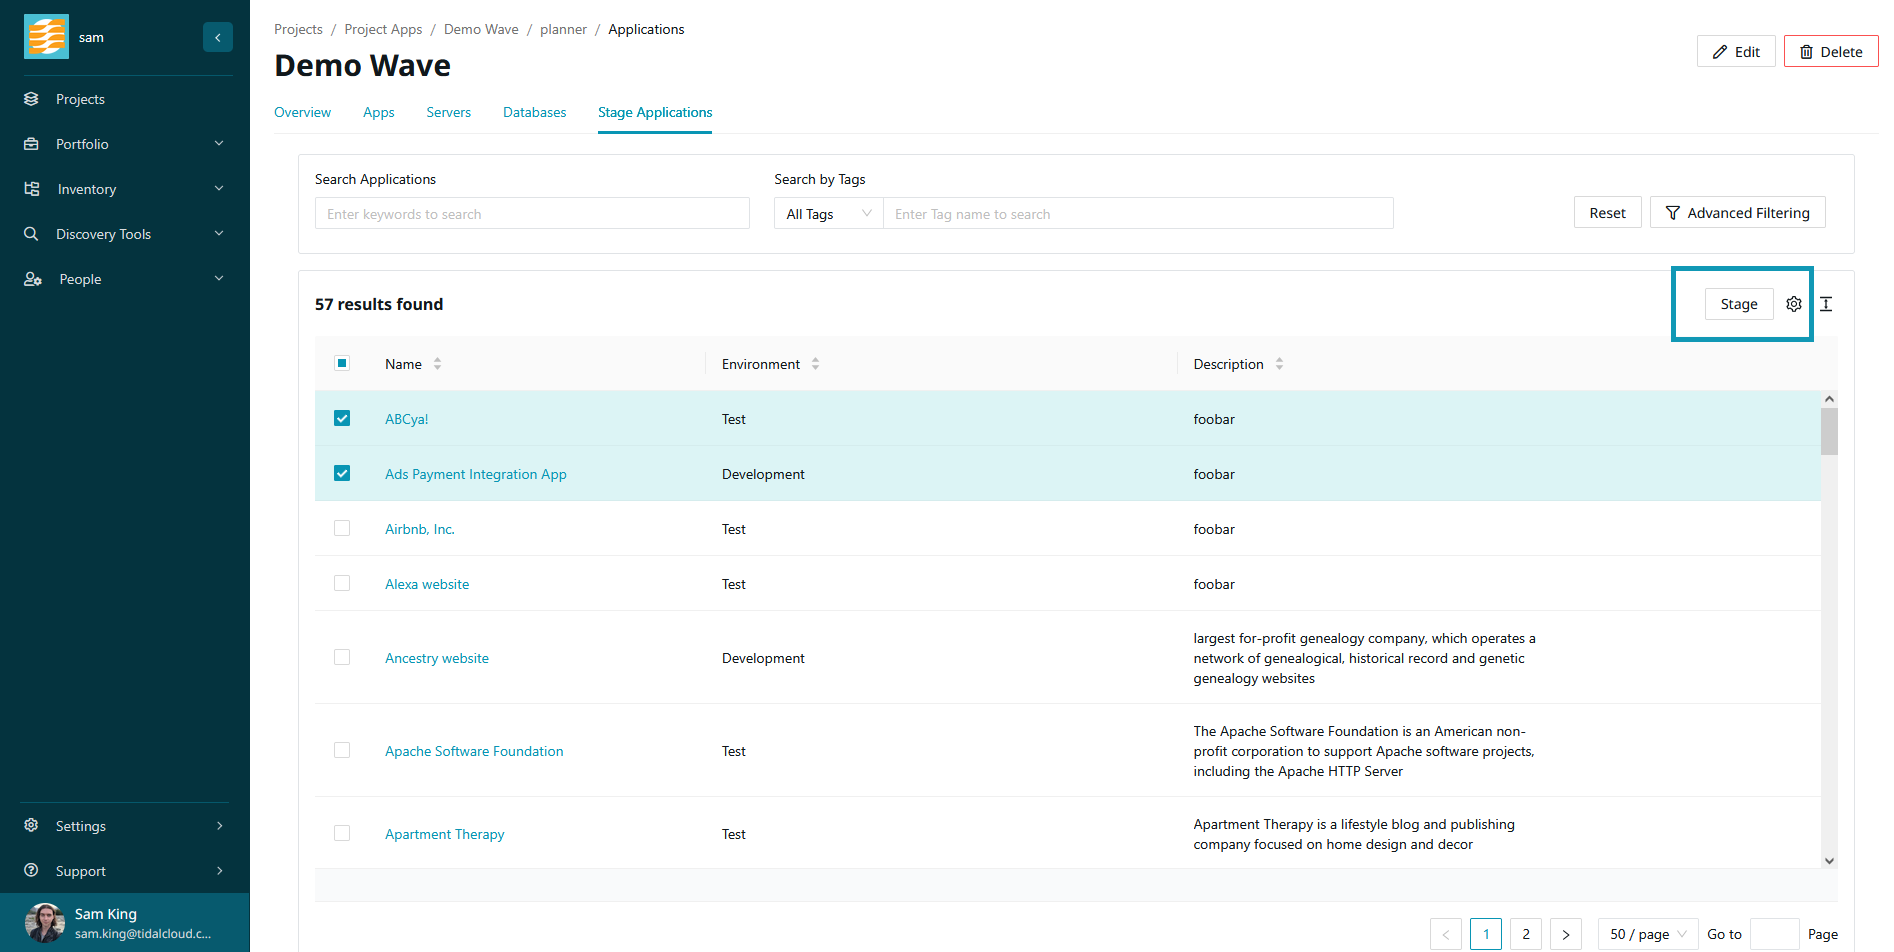 sam
Projects
Portfolio
Inventory
Discovery Tools
People
Settings
Support
Sam King
sam.king@tidalcloud.c...
Projects / Project Apps / Demo Wave / planner / Applications
Demo Wave
Edit
Delete
Overview Apps Servers Databases Stage Applications
Search Applications
Enter keywords to search
Search by Tags
All Tags
Enter Tag name to search
Reset
Advanced Filtering
57 results found
Stage
Name Environment Description
ABCya! Test foobar
Ads Payment Integration App Development foobar
Airbnb, Inc. Test foobar
Alexa website Test foobar
Ancestry website Development largest for-profit genealogy company, which operates a
network of genealogical, historical record and genetic
genealogy websites
Apache Software Foundation Test The Apache Software Foundation is an American non-
profit corporation to support Apache software projects,
including the Apache HTTP Server
Apartment Therapy Test Apartment Therapy is a lifestyle blog and publishing
company focused on home design and decor
< 1 2 > 50 / page Go to Page